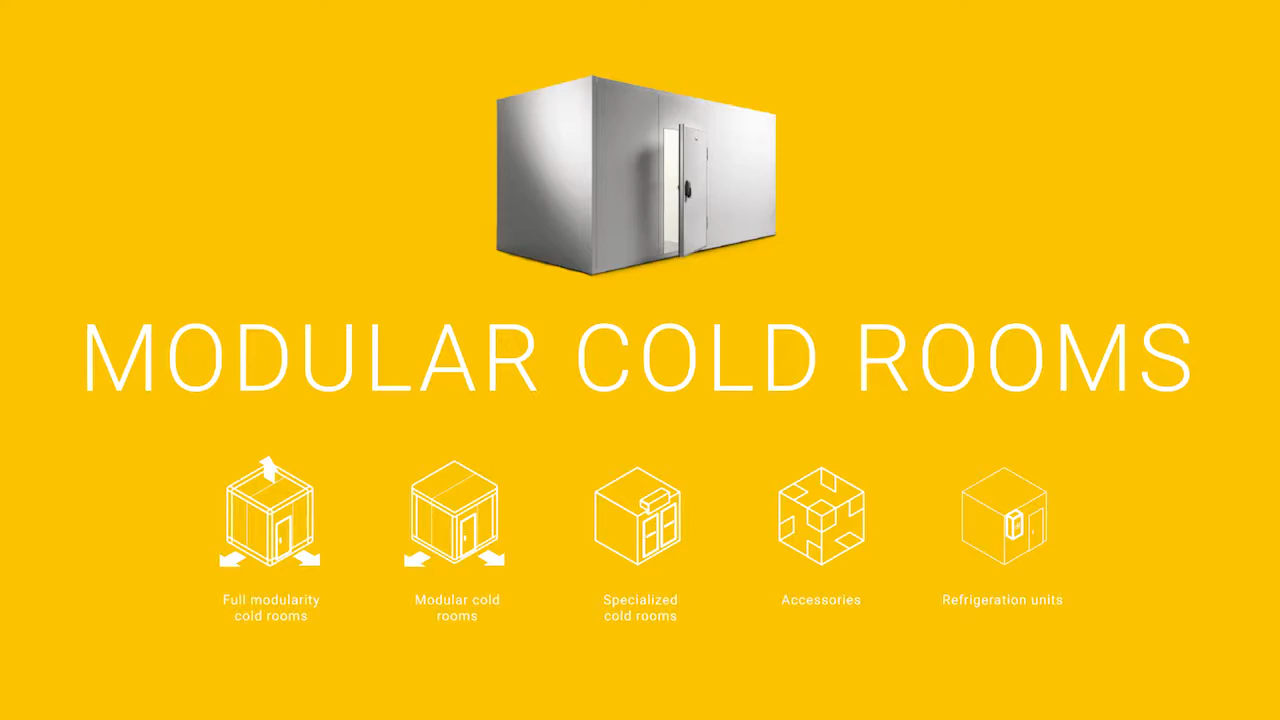 MODULAR COLD ROOMS
Full modularity
cold rooms
Modular cold
rooms
Specialized
cold rooms
Accessories
Refrigeration units